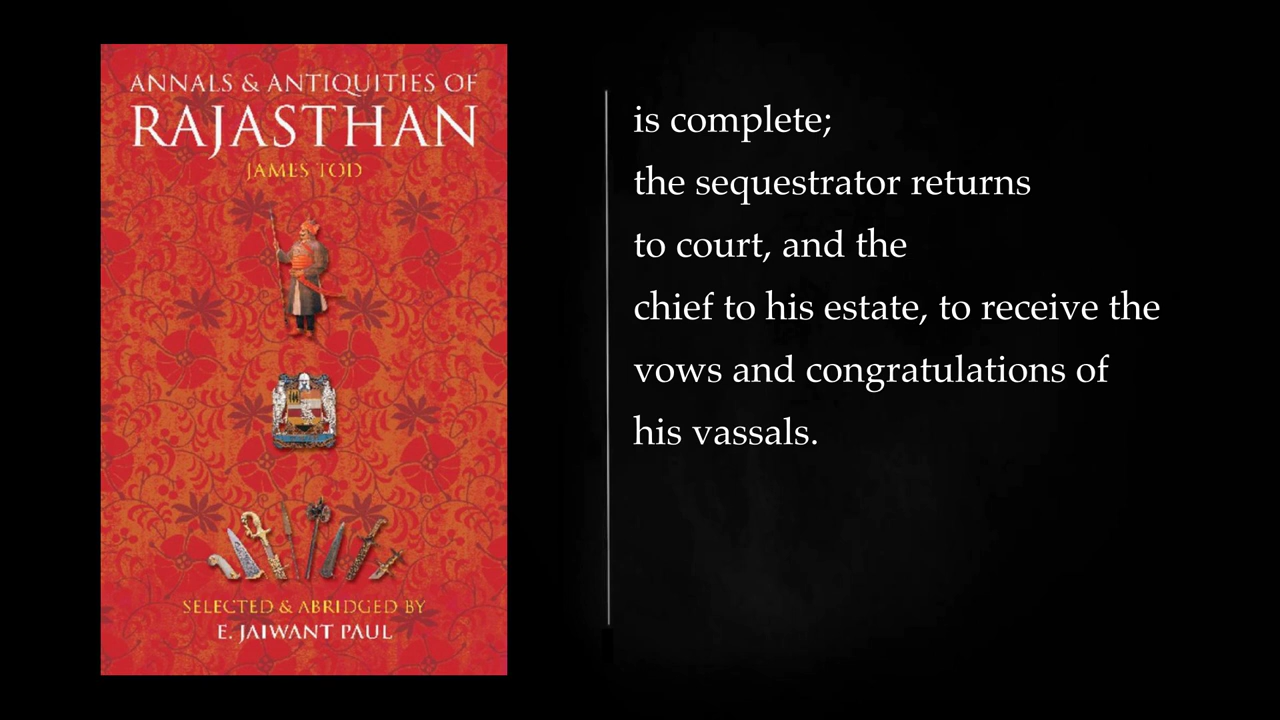 ANNALS & ANTIQUITIES OF
RAJASTHAN
JAMES TOD
SELECTED & ABRIDGED BY
E. JAIWANT PAUL
is complete;
the sequestrator returns
to court, and the
chief to his estate, to receive the
vows and congratulations of
his vassals.